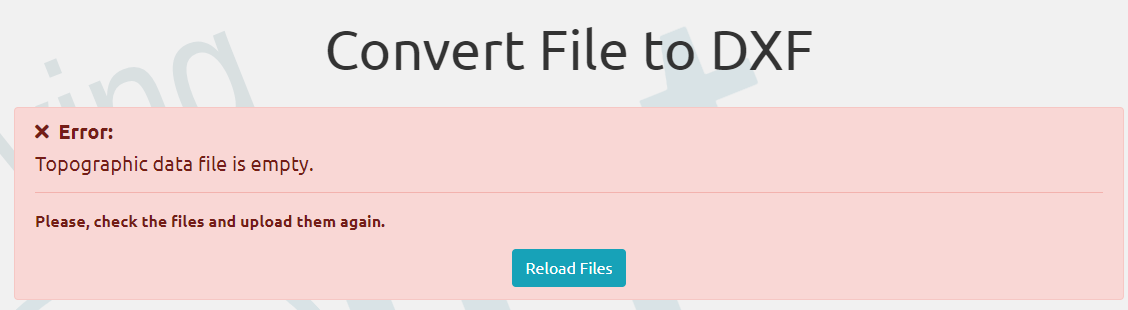 Convert File to DXF
Error:
Topographic data file is empty.
Please, check the files and upload them again.
Reload Files